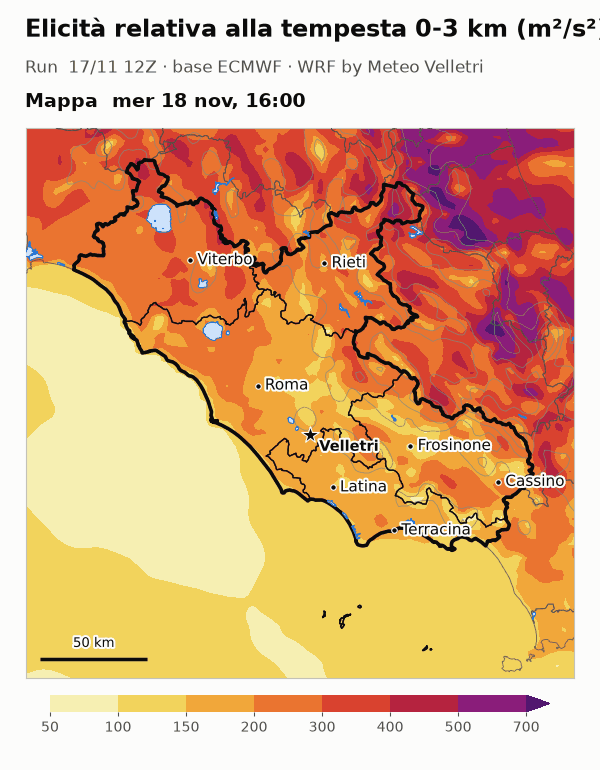 Elicità relativa alla tempesta 0-3 km (m²/s²)
Run  17/11 12Z · base ECMWF · WRF by Meteo Velletri
Mappa  mer 18 nov, 16:00
Viterbo
Rieti
Roma
Velletri
Frosinone
Cassino
Latina
Terracina
50 km
50 100 150 200 300 400 500 700